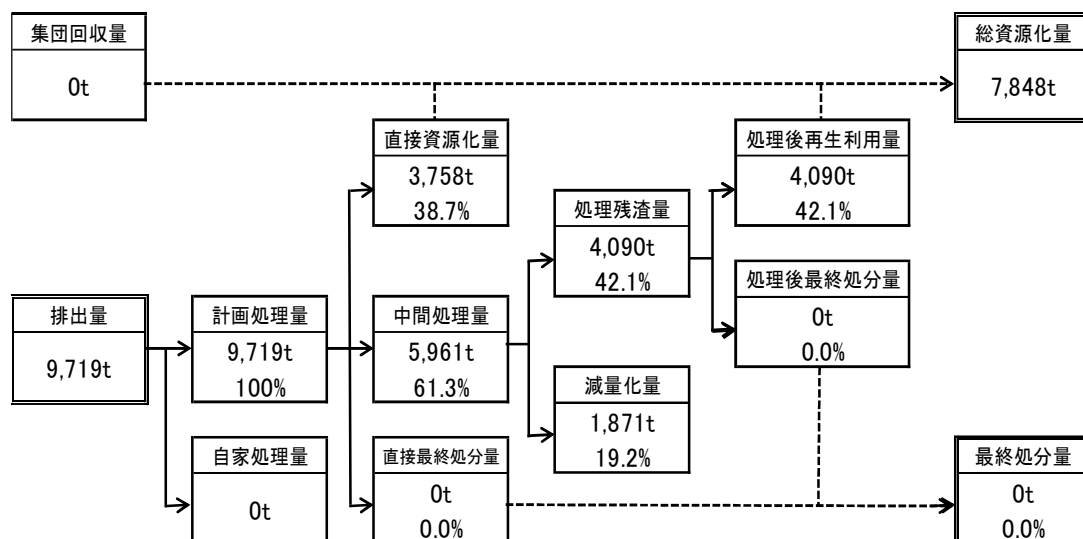 集団回収量
0t
総資源化量
7,848t
直接資源化量
3,758t
38.7%
処理後再生利用量
4,090t
42.1%
処理残渣量
4,090t
42.1%
処理後最終処分量
0t
0.0%
排出量
9,719t
計画処理量
9,719t
100%
中間処理量
5,961t
61.3%
減量化量
1,871t
19.2%
自家処理量
0t
直接最終処分量
0t
0.0%
最終処分量
0t
0.0%